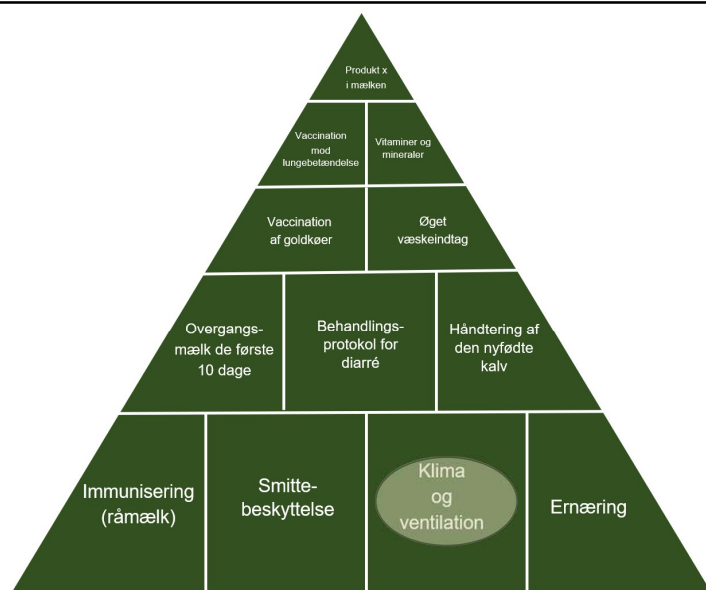 Produkt x
i mælken
Vaccination
mod
lungebetændelse
Vitaminer og
mineraler
Vaccination
af goldkøer
Øget
væskeindtag
Overgangs-
mælk de første
10 dage
Behandlings-
protokol for
diarré
Håndtering af
den nyfødte
kalv
Immunisering
(råmælk)
Smitte-
beskyttelse
Klima
og
ventilation
Ernæring